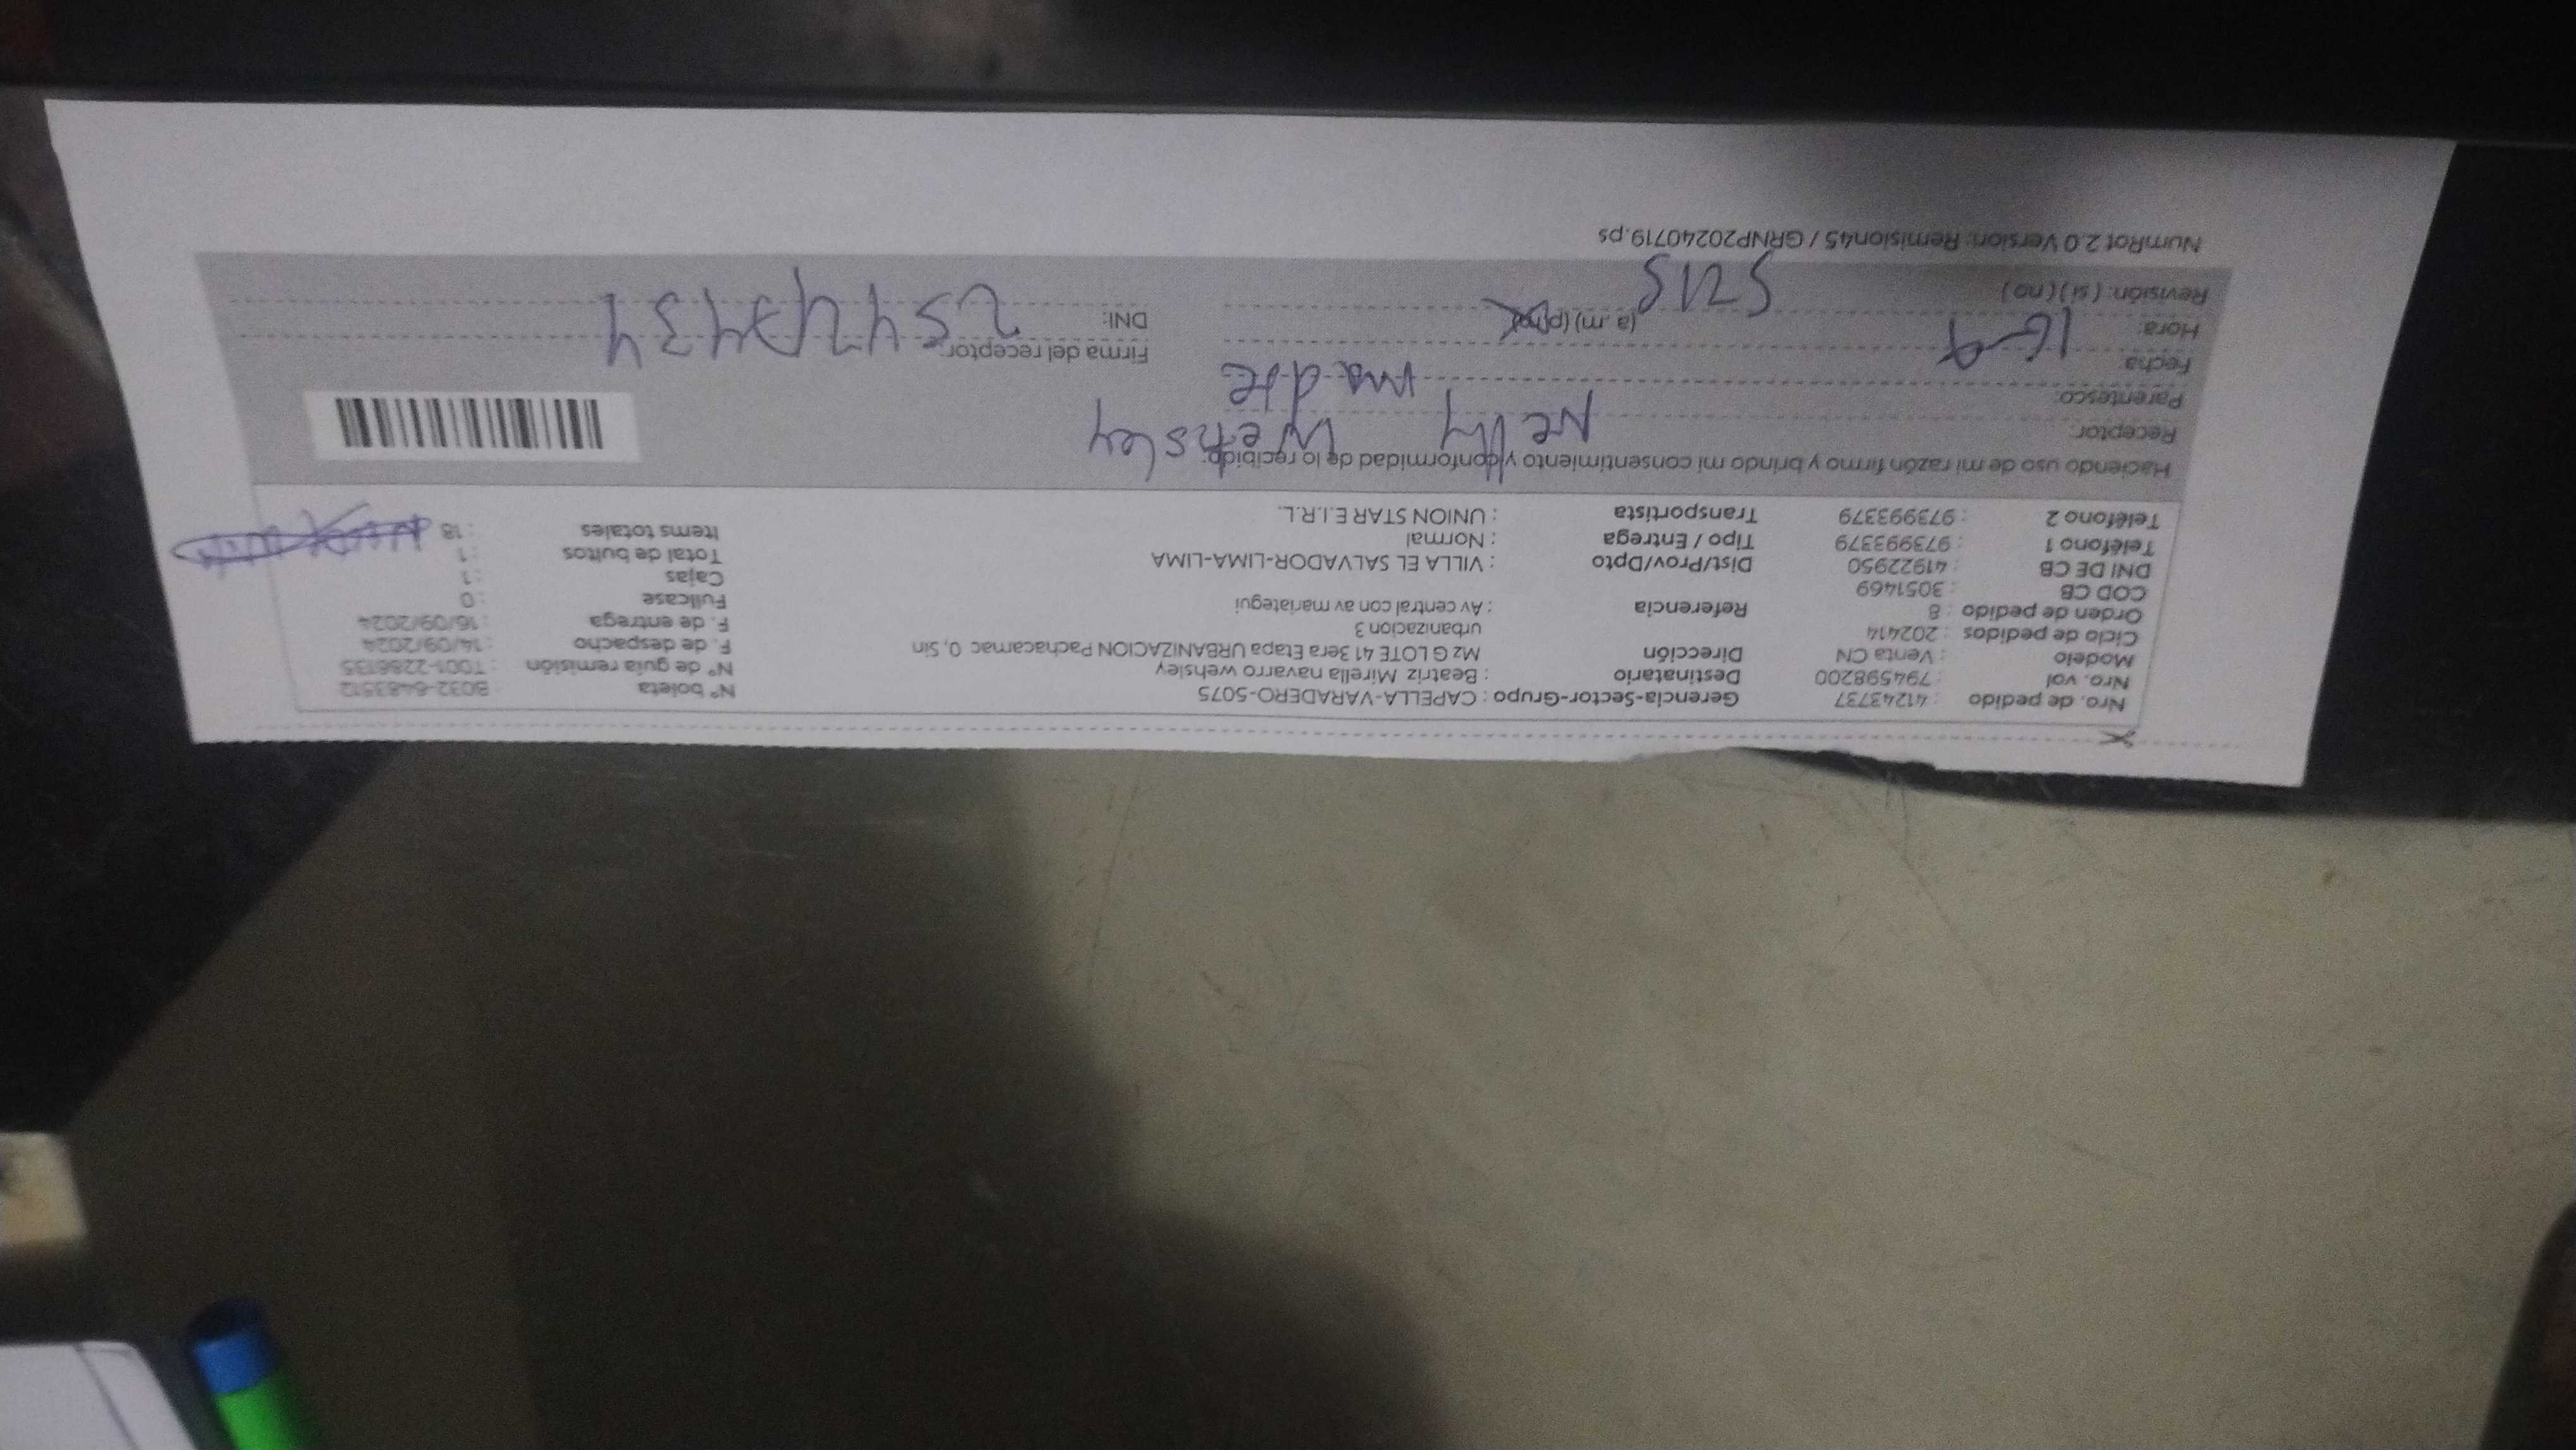 Nro. de pedido : 41243737 Gerencia-Sector-Grupo : CAPELLA-VARADERO-5075 N° boleta : B032-6483512
Nro. vol : 794598200 Destinatario : Beatriz Mirella navarro wehsley N° de guía remisión : T001-2286135
Modelo : Venta CN Dirección MZ G LOTE 41 3era Etapa URBANIZACION Pachacamac 0, Sin F. de despacho : 14/09/2024
Ciclo de pedidos : 202414 urbanizacion 3 F. de entrega : 16/09/2024
Orden de pedido : 8 Referencia : Av central con av mariategui Fullcase : 0
COD CB : 3051469 Cajas : 1
DNI DE CB : 41922950 Dist/Prov/Dpto : VILLA EL SALVADOR-LIMA-LIMA Total de bultos : 1
Teléfono 1 : 973993379 Tipo / Entrega : Normal Items totales : 18
Teléfono 2 : 973993379 Transportista : UNION STAR E.I.R.L.
Haciendo uso de mi razón firmo y brindo mi consentimiento y conformidad de lo recibido:
Receptor: Nelly Wehsley
Parentesco: madre
Fecha: 16-9 Firma del receptor:
Hora: (a.m) (p.m) DNI:
Revisión: ( si ) ( no )
NumRot 2.0 Version: Remision45 / GRNP20240719.ps